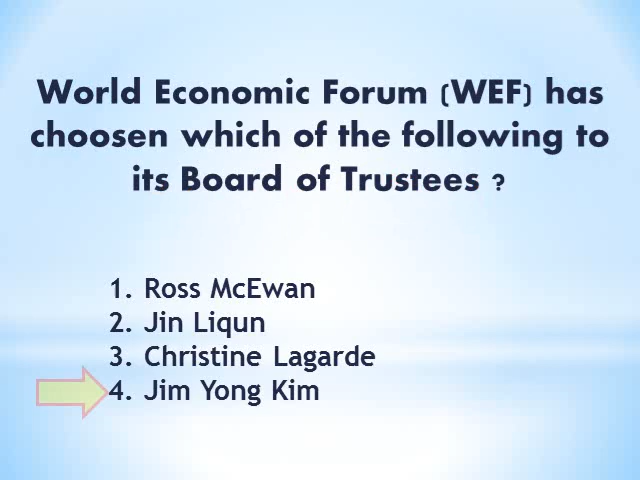 World Economic Forum (WEF) has
choosen which of the following to
its Board of Trustees ?
1. Ross McEwan
2. Jin Liqun
3. Christine Lagarde
4. Jim Yong Kim